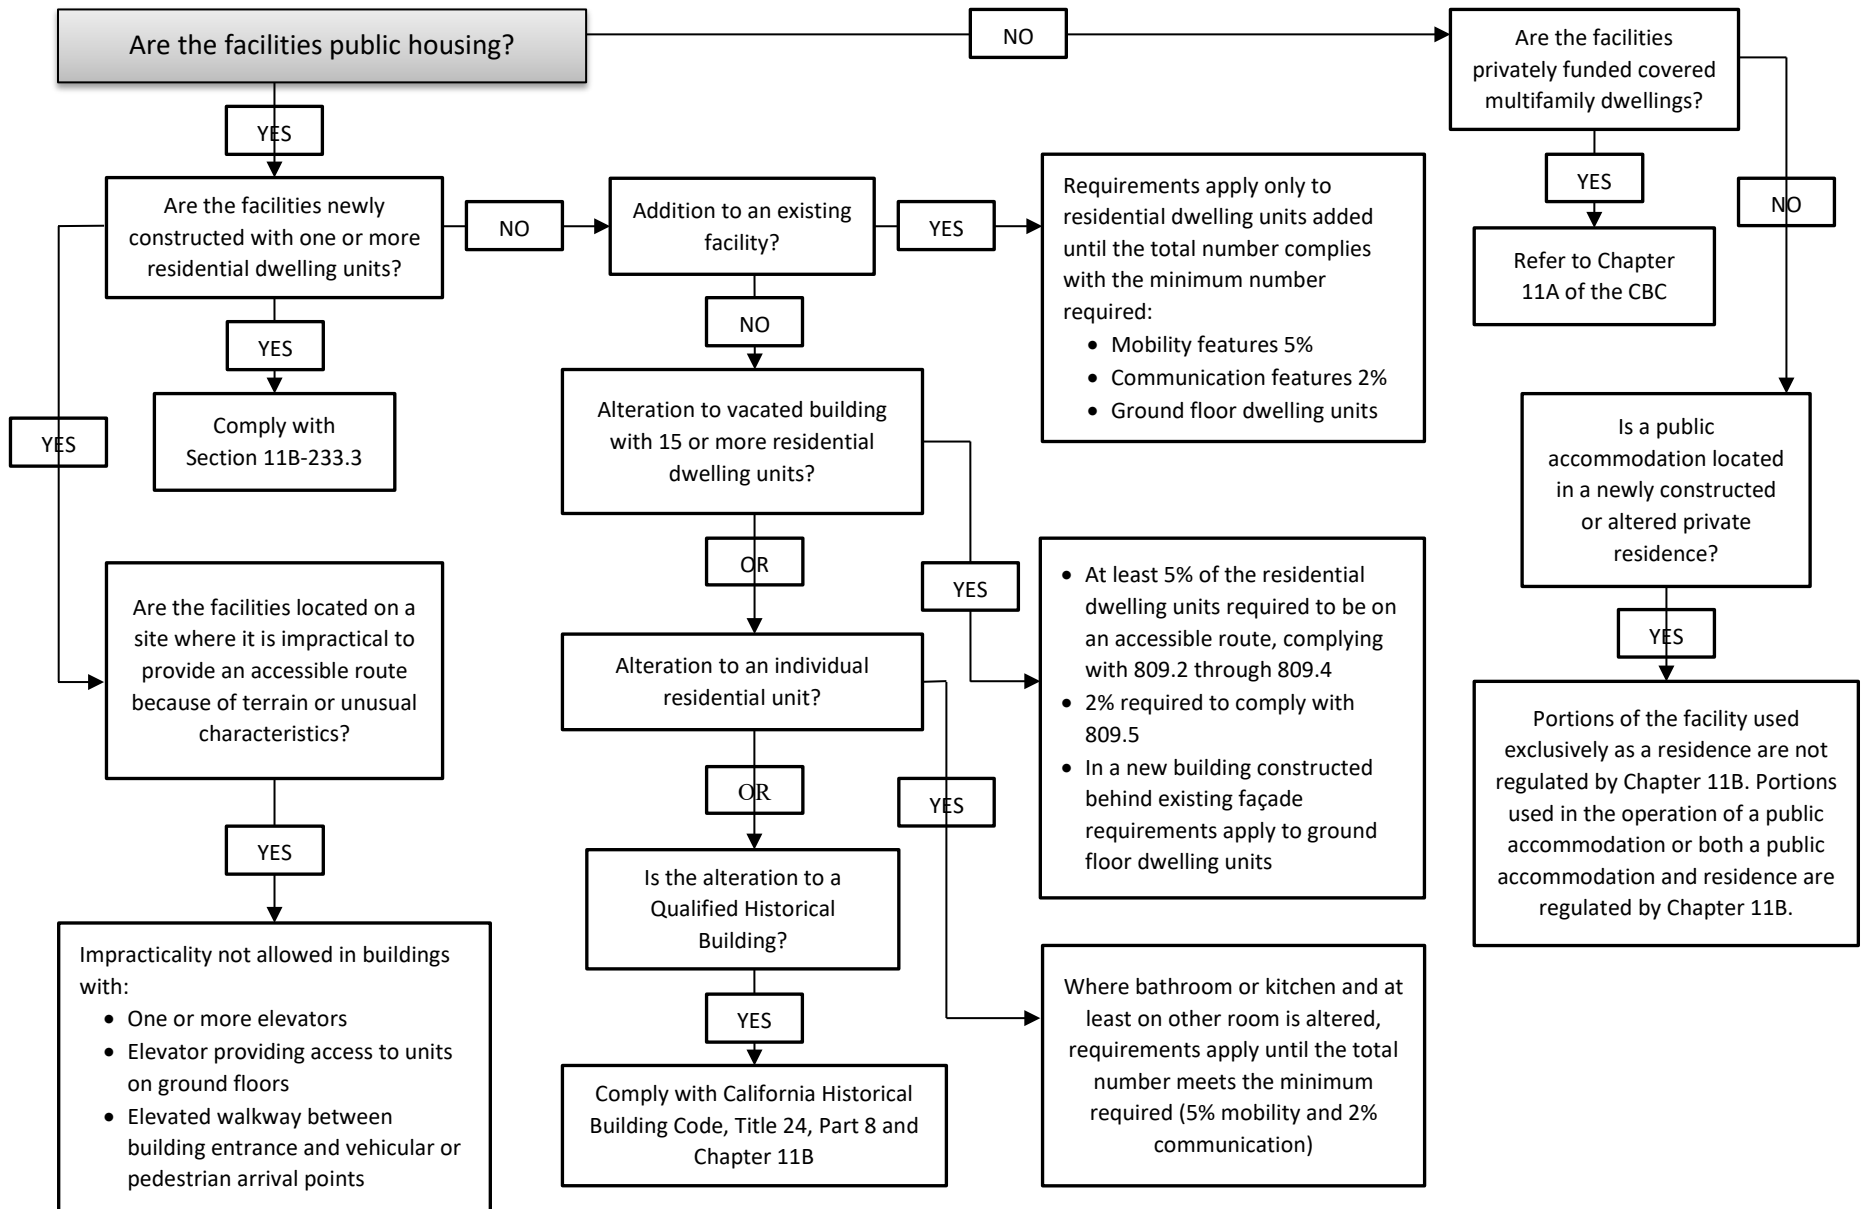 Are the facilities public housing?
NO
Are the facilities
privately funded covered
multifamily dwellings?
YES
YES
NO
Are the facilities newly
constructed with one or more
residential dwelling units?
NO
Addition to an existing
facility?
YES
Requirements apply only to
residential dwelling units added
until the total number complies
with the minimum number
required:
• Mobility features 5%
• Communication features 2%
• Ground floor dwelling units
Refer to Chapter
11A of the CBC
YES
NO
YES
Comply with
Section 11B-233.3
Alteration to vacated building
with 15 or more residential
dwelling units?
Is a public
accommodation located
in a newly constructed
or altered private
residence?
OR
YES
• At least 5% of the residential
dwelling units required to be on
an accessible route, complying
with 809.2 through 809.4
• 2% required to comply with
809.5
• In a new building constructed
behind existing façade
requirements apply to ground
floor dwelling units
YES
Are the facilities located on a
site where it is impractical to
provide an accessible route
because of terrain or unusual
characteristics?
Alteration to an individual
residential unit?
Portions of the facility used
exclusively as a residence are not
regulated by Chapter 11B. Portions
used in the operation of a public
accommodation or both a public
accommodation and residence are
regulated by Chapter 11B.
OR
YES
YES
Is the alteration to a
Qualified Historical
Building?
Impracticality not allowed in buildings
with:
• One or more elevators
• Elevator providing access to units
on ground floors
• Elevated walkway between
building entrance and vehicular or
pedestrian arrival points
YES
Where bathroom or kitchen and at
least on other room is altered,
requirements apply until the total
number meets the minimum
required (5% mobility and 2%
communication)
Comply with California Historical
Building Code, Title 24, Part 8 and
Chapter 11B